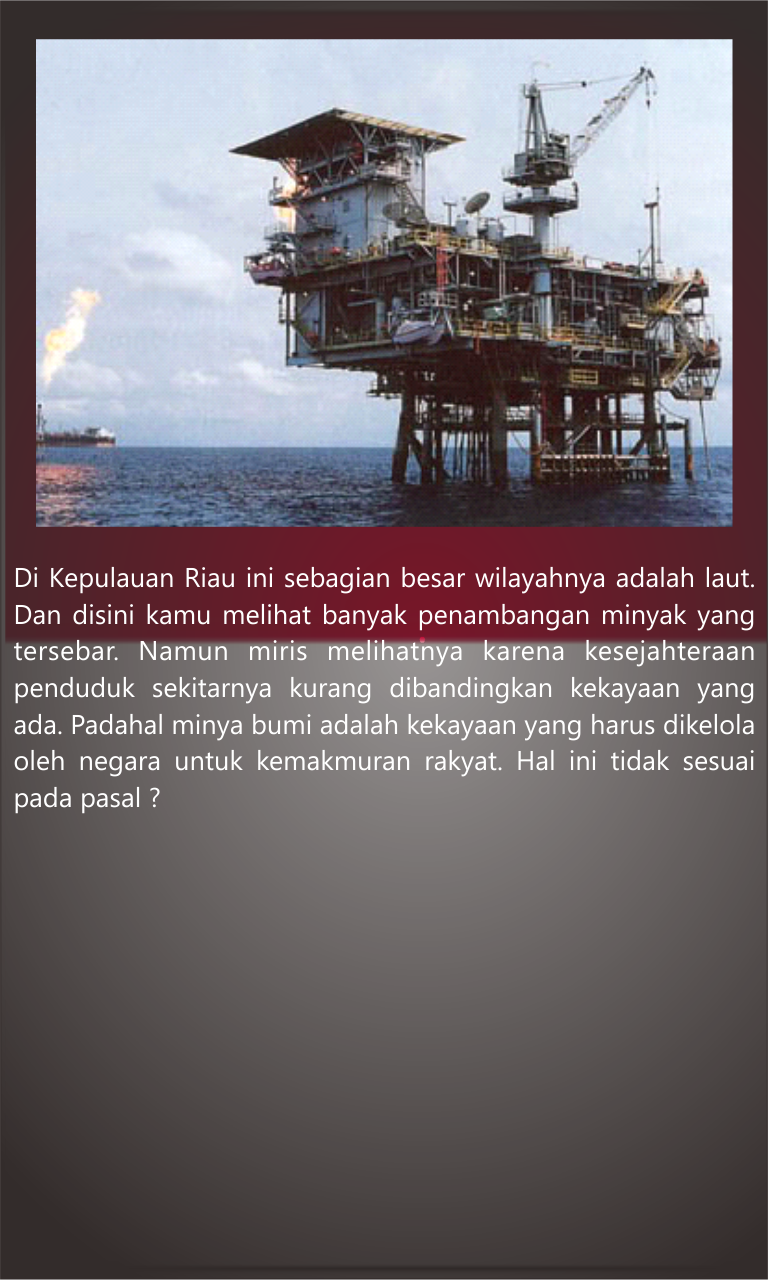 Di Kepulauan Riau ini sebagian besar wilayahnya adalah laut.
Dan disini kamu melihat banyak penambangan minyak yang
tersebar. Namun miris melihatnya karena kesejahteraan
penduduk sekitarnya kurang dibandingkan kekayaan yang
ada. Padahal minya bumi adalah kekayaan yang harus dikelola
oleh negara untuk kemakmuran rakyat. Hal ini tidak sesuai
pada pasal ?